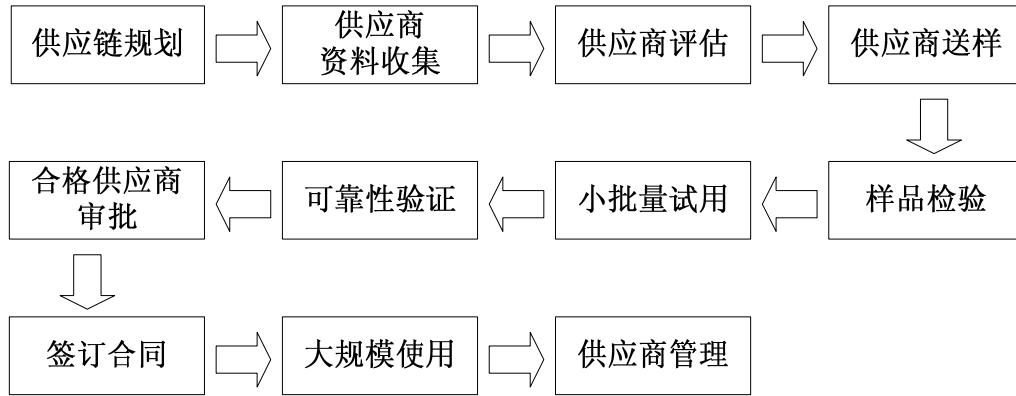 供应链规划
供应商
资料收集
供应商评估
供应商送样
样品检验
小批量试用
可靠性验证
合格供应商
审批
签订合同
大规模使用
供应商管理